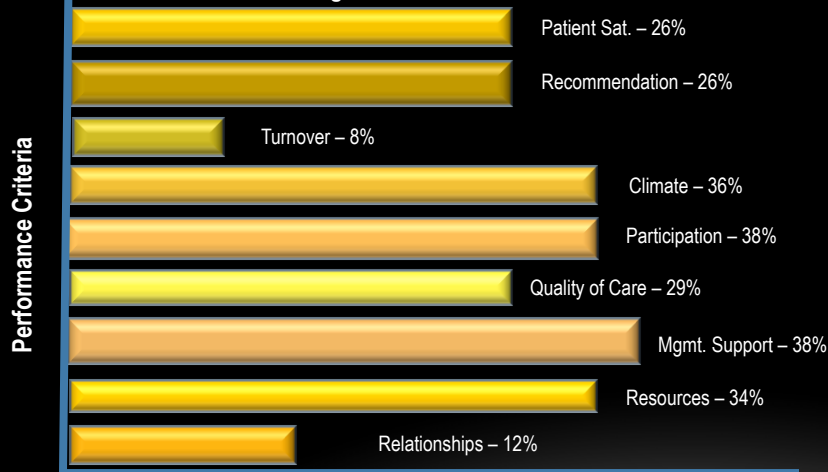 Patient Sat. – 26%
Recommendation – 26%
Turnover – 8%
Climate – 36%
Participation – 38%
Quality of Care – 29%
Mgmt. Support – 38%
Resources – 34%
Relationships – 12%
Performance Criteria